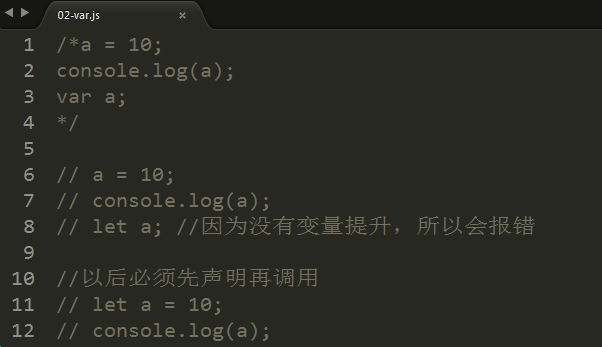 02-var.js ×
1 /*a = 10;
2 console.log(a);
3 var a;
4 */
5
6 // a = 10;
7 // console.log(a);
8 // let a; //因为没有变量提升，所以会报错
9
10 //以后必须先声明再调用
11 // let a = 10;
12 // console.log(a);